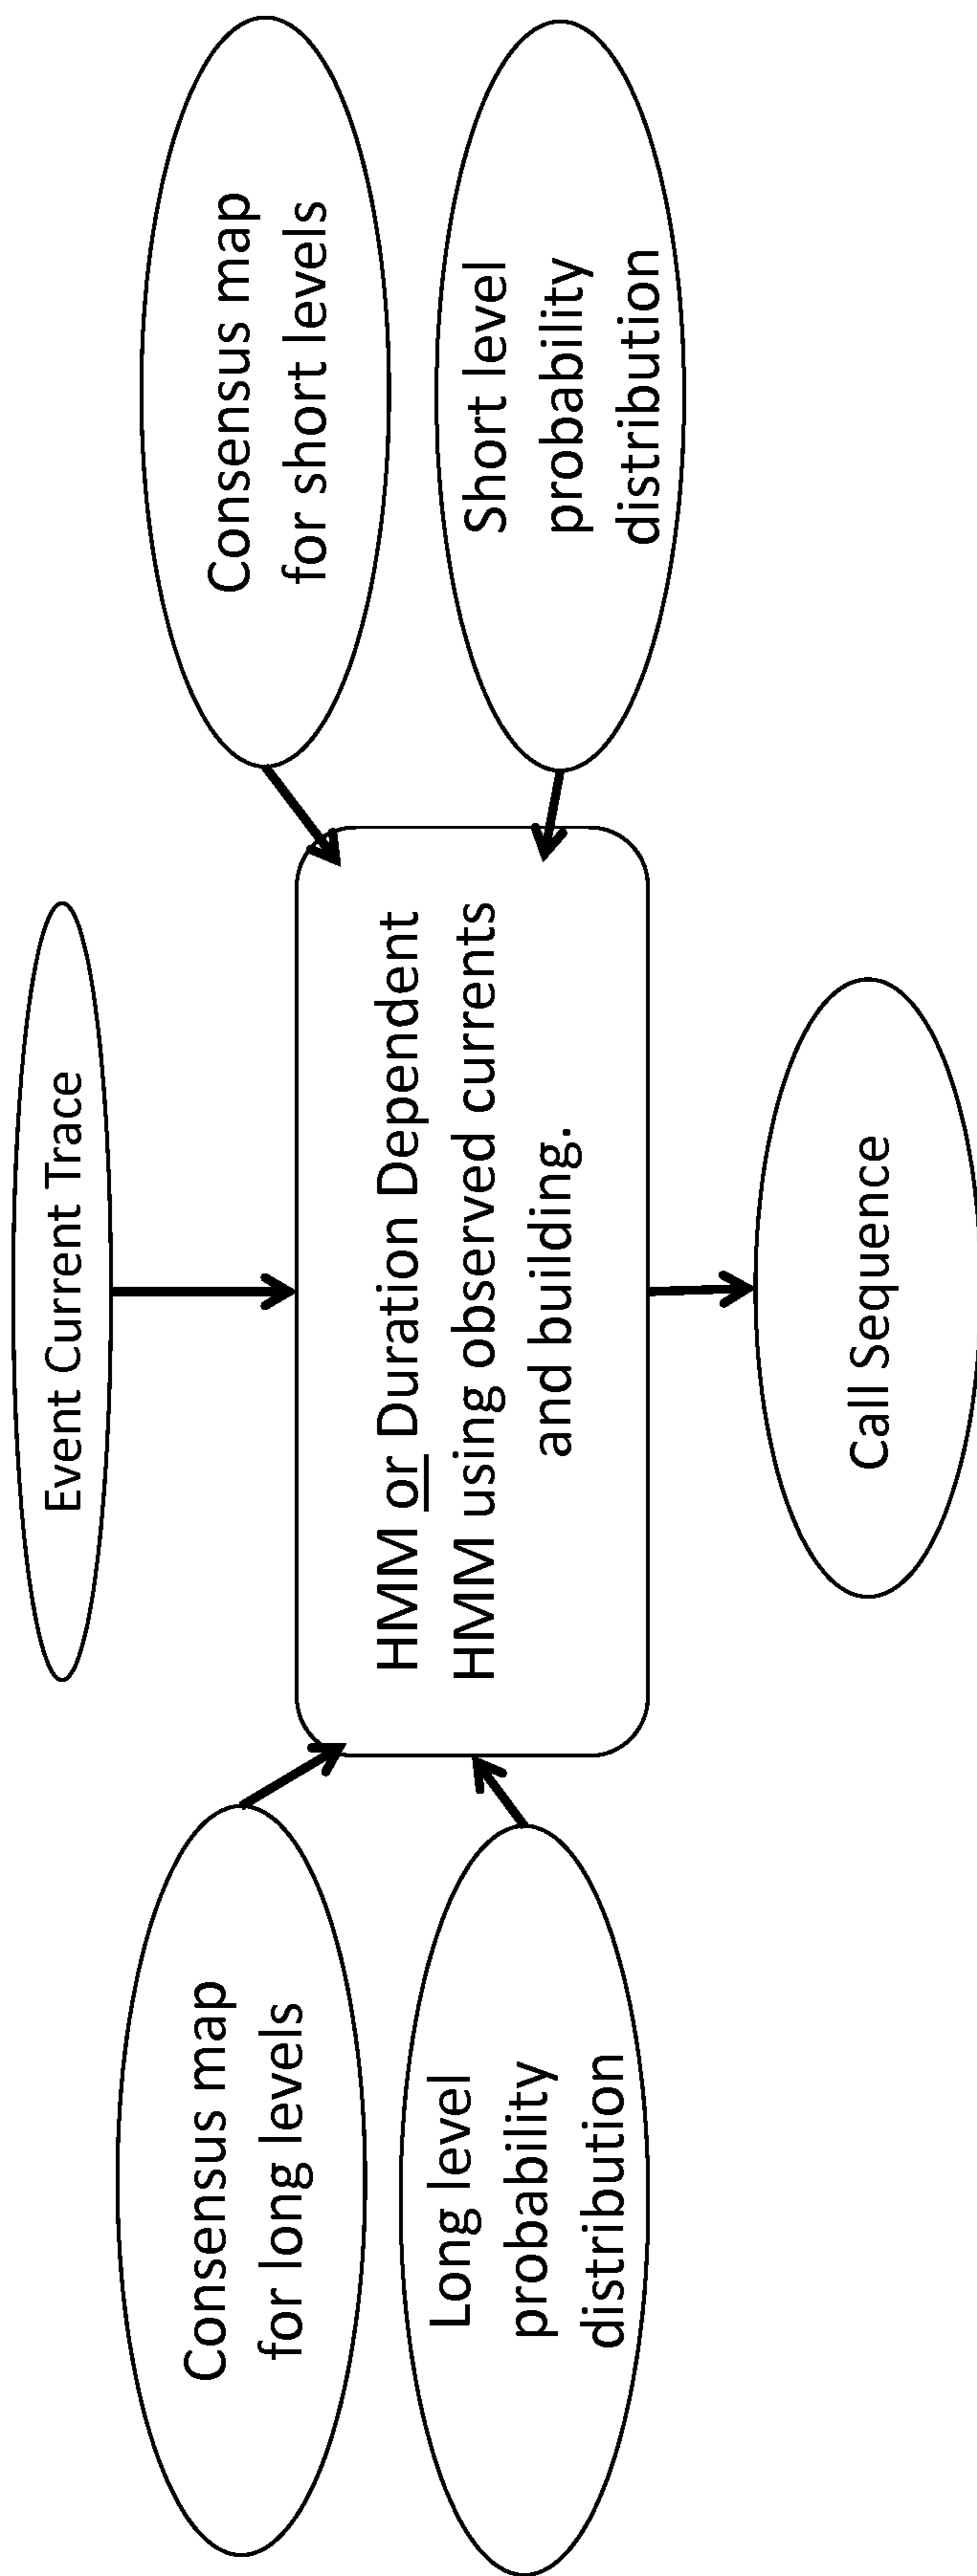 Event Current Trace
Consensus map
for long levels
Consensus map
for short levels
HMM or Duration Dependent
HMM using observed currents
and building.
Long level
probability
distribution
Short level
probability
distribution
Call Sequence